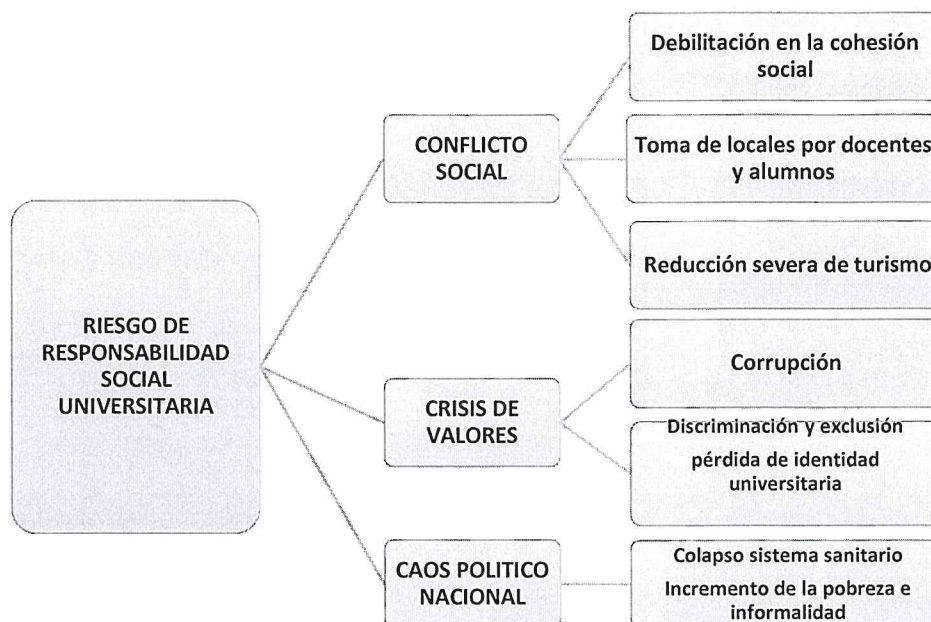 RIESGO DE
RESPONSABILIDAD
SOCIAL
UNIVERSITARIA
CONFLICTO
SOCIAL
Debilitación en la cohesión
social
Toma de locales por docentes
y alumnos
Reducción severa de turismo
CRISIS DE
VALORES
Corrupción
Discriminación y exclusión
pérdida de identidad
universitaria
CAOS POLITICO
NACIONAL
Colapso sistema sanitario
Incremento de la pobreza e
informalidad